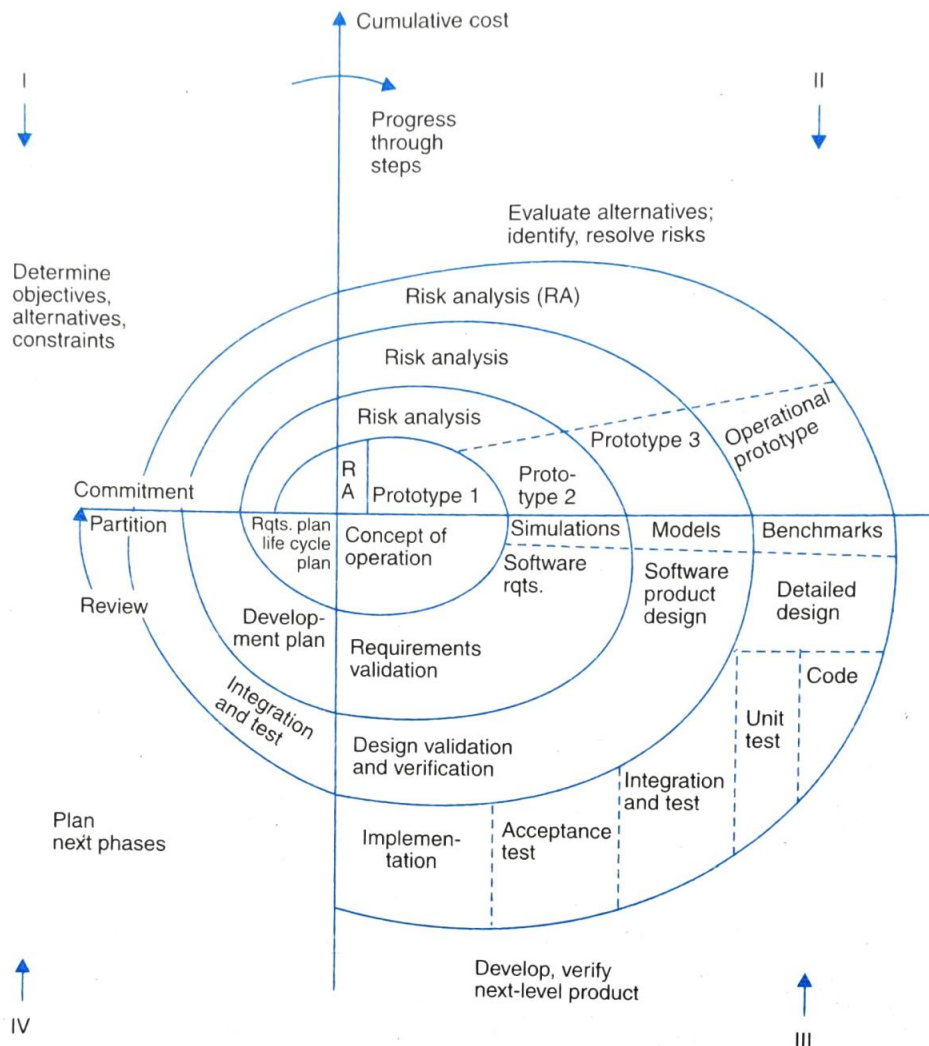 Cumulative cost
I
II
Progress
through
steps
Evaluate alternatives;
identify, resolve risks
Determine
objectives,
alternatives,
constraints
Risk analysis (RA)
Risk analysis
Risk analysis
R
A
Prototype 1
Proto-
type 2
Prototype 3
Operational
prototype
Commitment
Partition
Review
Rqts. plan
life cycle
plan
Concept of
operation
Simulations
Models
Benchmarks
Software
rqts.
Software
product
design
Detailed
design
Develop-
ment plan
Requirements
validation
Code
Unit
test
Integration
and test
Design validation
and verification
Integration
and test
Plan
next phases
Implemen-
tation
Acceptance
test
Develop, verify
next-level product
IV
III